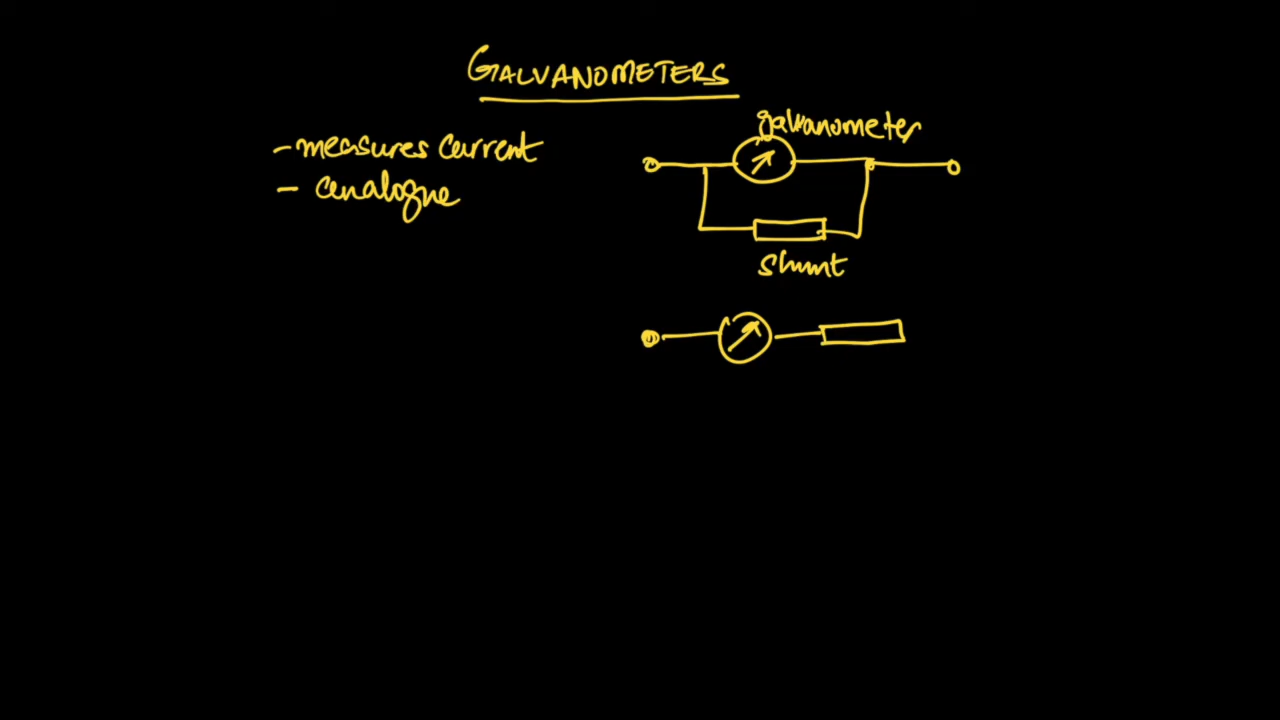 GALVANOMETERS
- measures current
- analogue
galvanometer
shunt